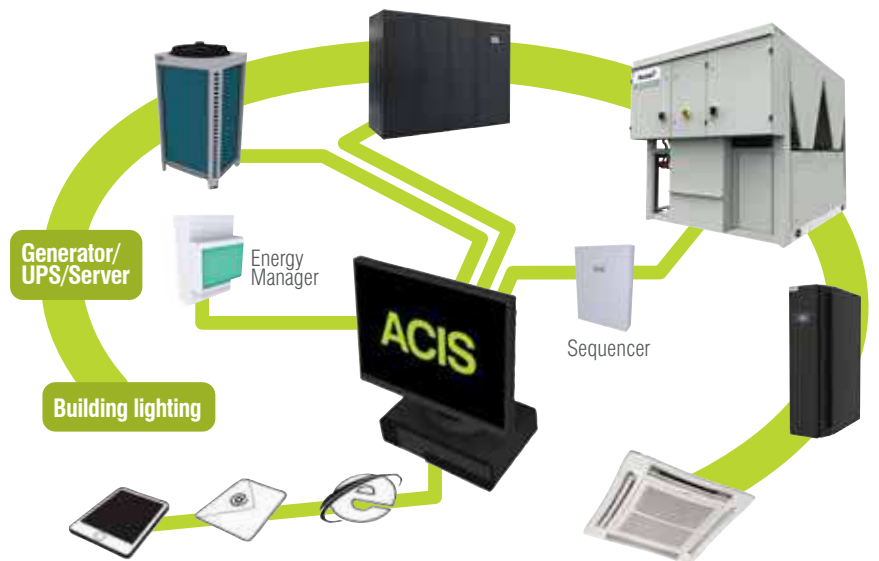 Generator/
UPS/Server
Energy
Manager
ACIS
Sequencer
Building lighting
@